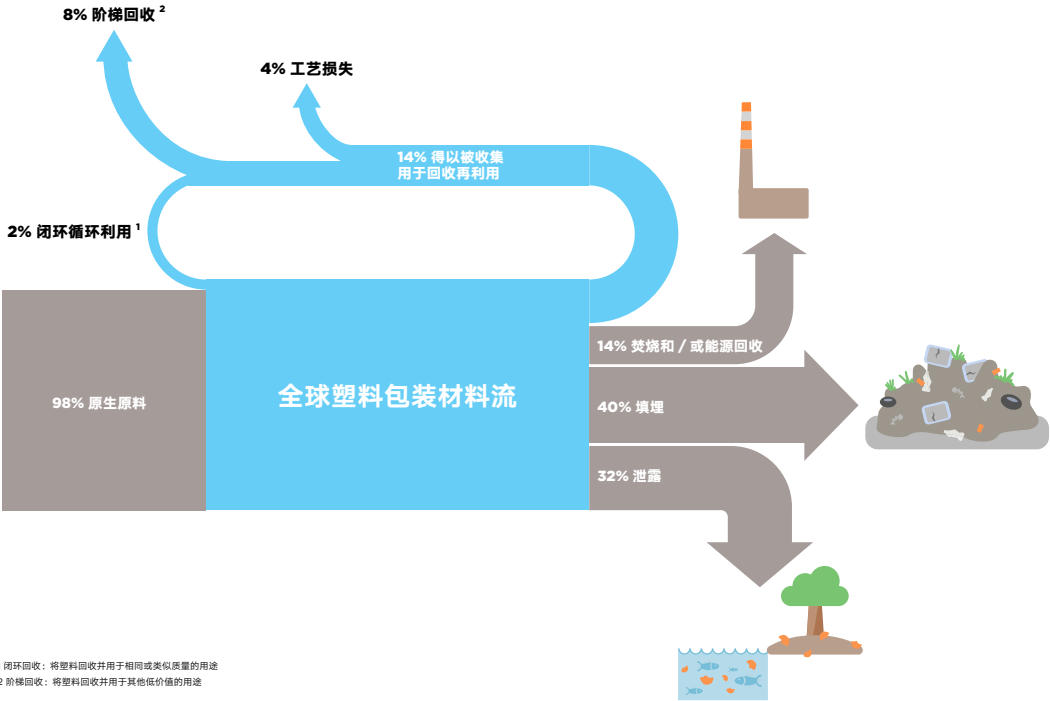 8% 阶梯回收 ²
4% 工艺损失
14% 得以被收集
用于回收再利用
2% 闭环循环利用 ¹
14% 焚烧和 / 或能源回收
98% 原生原料
全球塑料包装材料流
40% 填埋
32% 泄露
闭环回收：将塑料回收并用于相同或类似质量的用途
2 阶梯回收：将塑料回收并用于其他低价值的用途